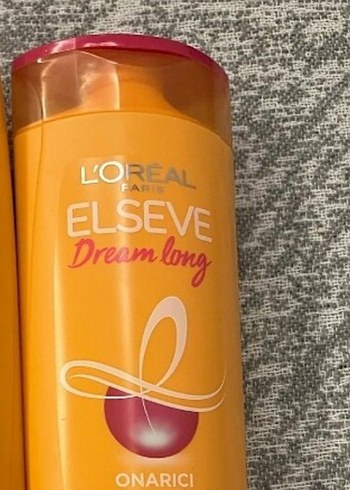 L'ORÉAL
PARIS
ELSEVE
Dream long
ONARICI